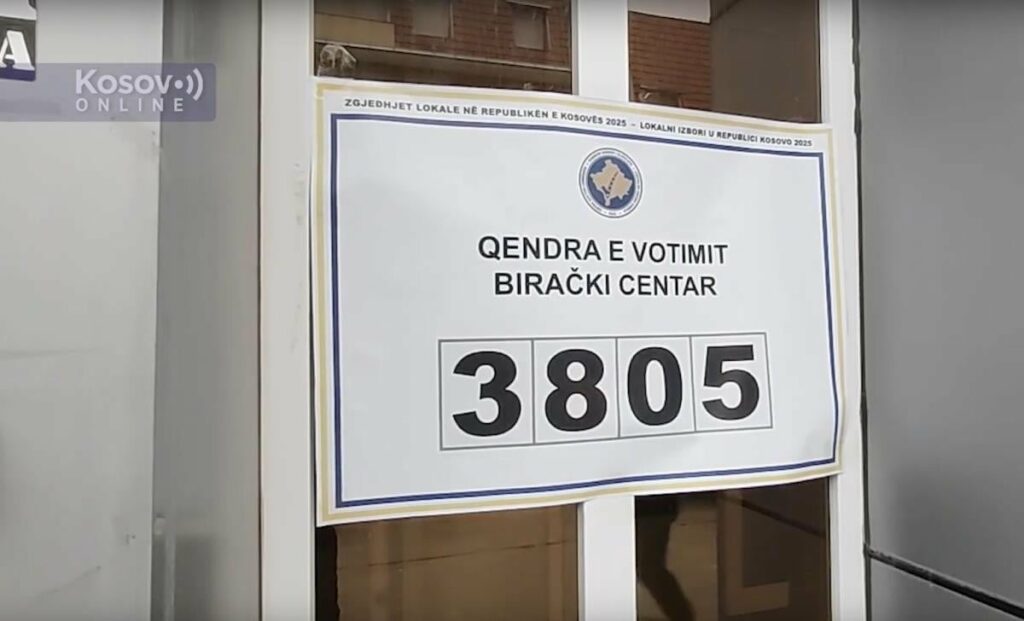 A
Kosovo
ONLINE
ZGJEDHJET LOKALE NË REPUBLIKËN E KOSOVËS 2025 – LOKALNI IZBORI U REPUBLICI KOSOVO 2025
QENDRA E VOTIMIT
BIRAČKI CENTAR
3805